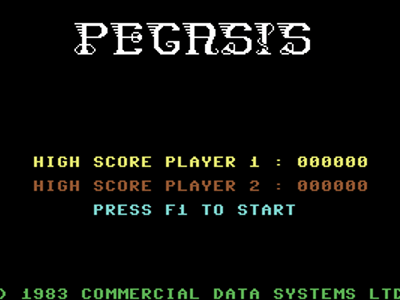 PEGASIS
HIGH SCORE PLAYER 1 : 000000
HIGH SCORE PLAYER 2 : 000000
PRESS F1 TO START
) 1983 COMMERCIAL DATA SYSTEMS LTD